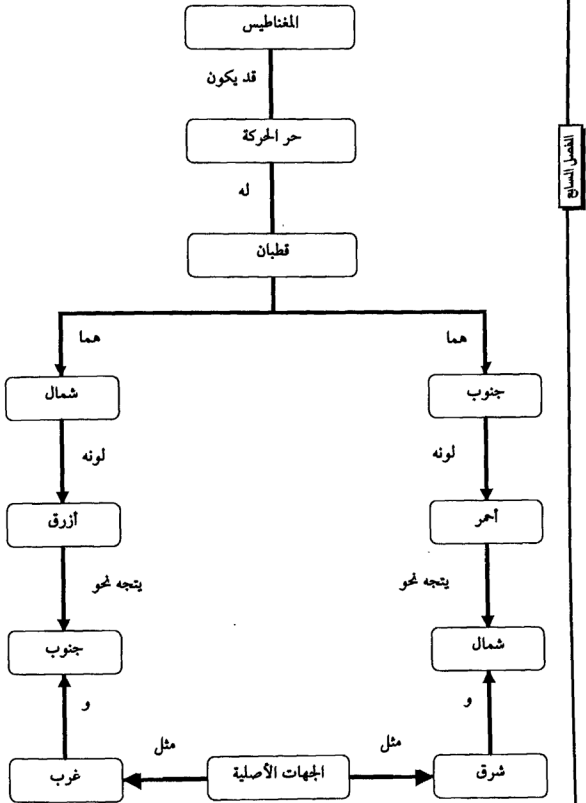 المغناطيس
قد يكون
الفصل السابع
حر الحركة
له
قطبان
هما
هما
جنوب
شمال
لونه
لونه
أحمر
أزرق
يتجه نحو
يتجه نحو
شمال
جنوب
و
و
مثل
مثل
شرق
الجهات الأصلية
غرب